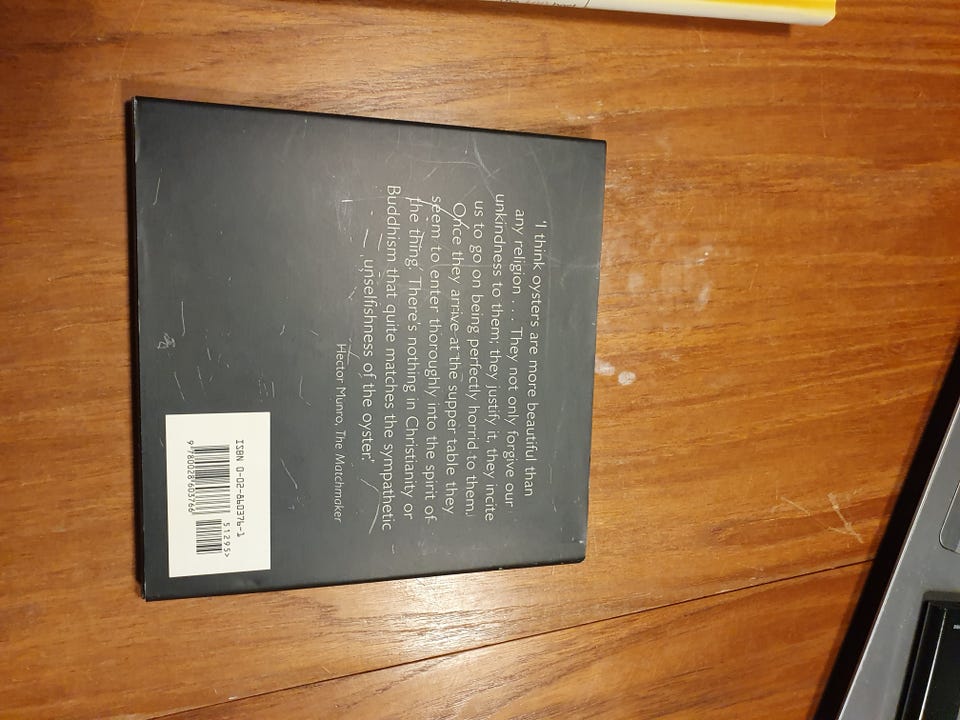 'I think oysters are more beautiful than
any religion . . . They not only forgive our
unkindness to them; they justify it, they incite
us to go on being perfectly horrid to them.
Once they arrive at the supper table they
seem to enter thoroughly into the spirit of
the thing. There's nothing in Christianity or
Buddhism that quite matches the sympathetic
unselfishness of the oyster.'
Hector Munro, The Matchmaker
ISBN 0-02-860376-1
51295>
9 780028 603766